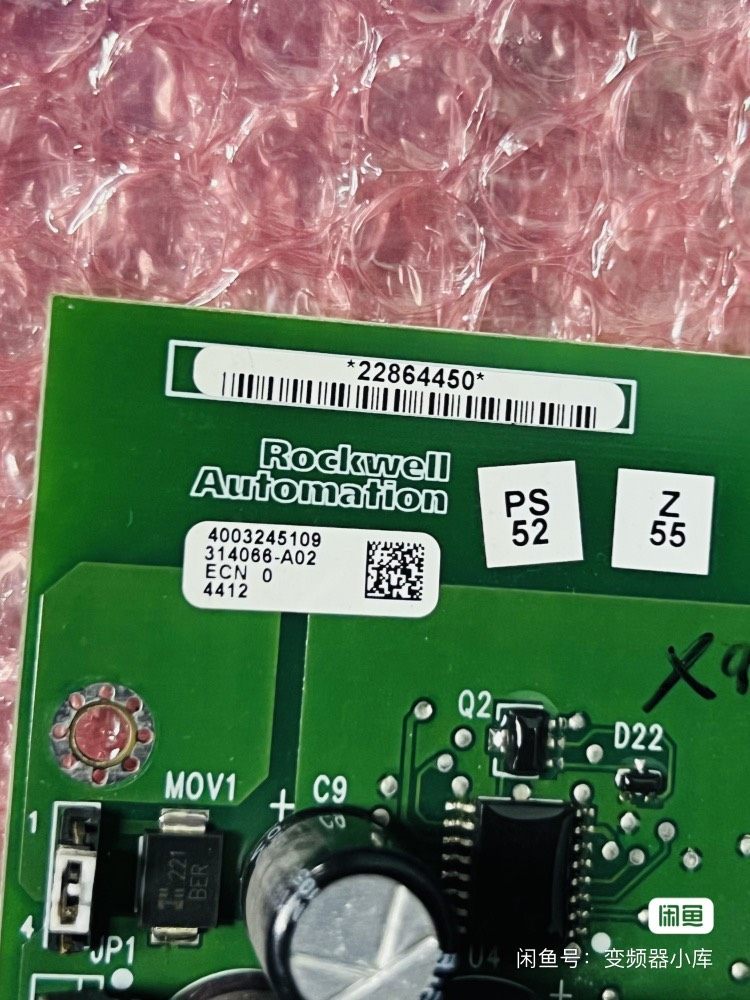 *22864450*
Rockwell
Automation
PS
52
Z
55
4003245109
314066-A02
ECN 0
4412
Q2
D22
MOV1
C9
C6
1
221
BER
4
JP1
U4
闲鱼
闲鱼号：变频器小库